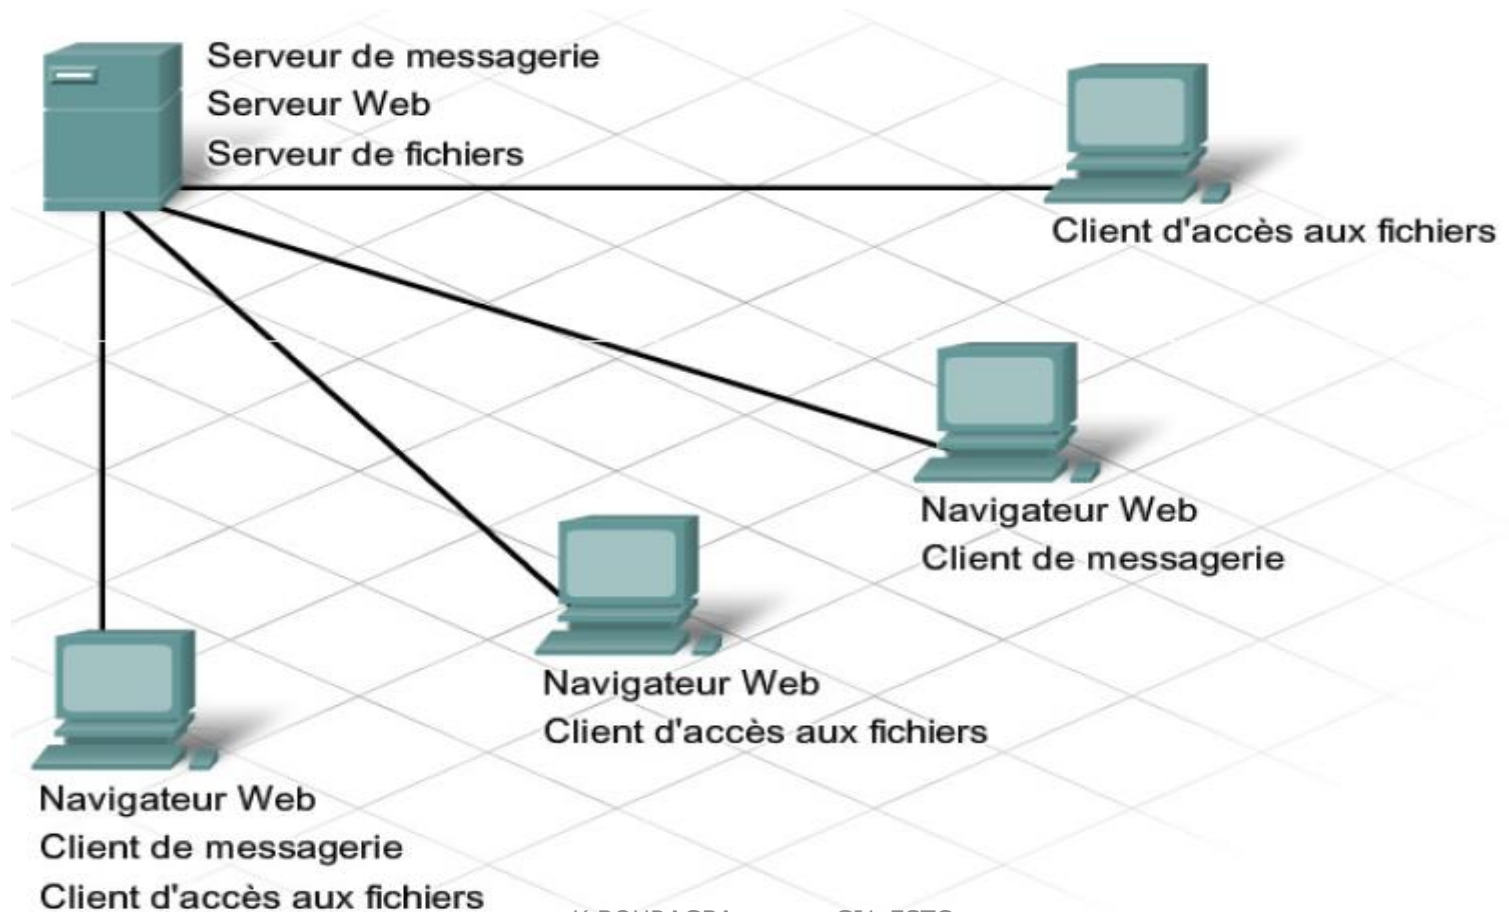 Serveur de messagerie
Serveur Web
Serveur de fichiers
Client d'accès aux fichiers
Navigateur Web
Client de messagerie
Navigateur Web
Client d'accès aux fichiers
Navigateur Web
Client de messagerie
Client d'accès aux fichiers